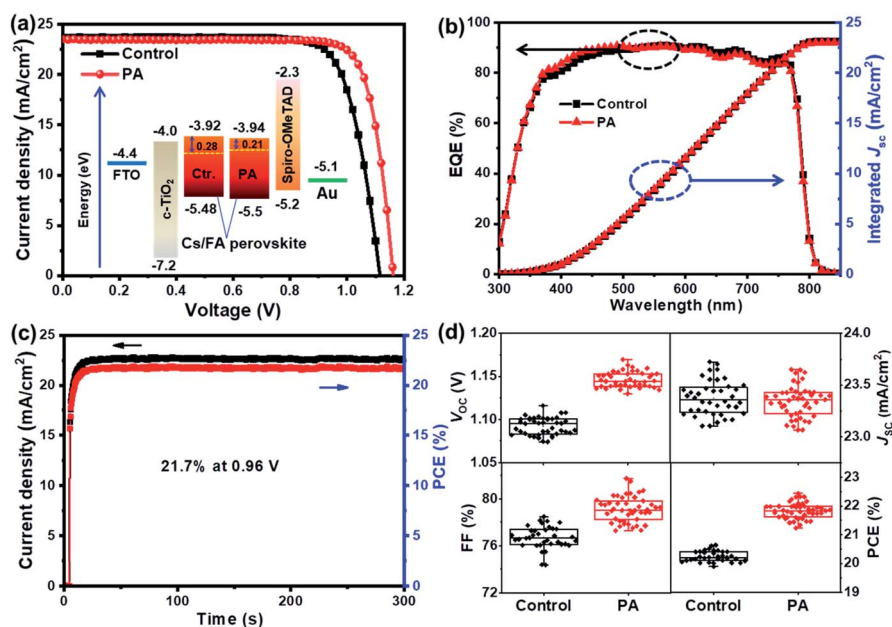 (a)
Current density (mA/cm²)
25
20
15
10
5
0
Control
PA
Energy (eV)
-4.4
FTO
-4.0
c-TiO₂
-7.2
-3.92
0.28
Ctr.
-5.48
-3.94
0.21
PA
-5.5
Cs/FA perovskite
-2.3
Spiro-OMeTAD
-5.2
-5.1
Au
0.0 0.2 0.4 0.6 0.8 1.0 1.2
Voltage (V)
(b)
EQE (%)
100
80
60
40
20
0
Control
PA
25
20
15
10
5
0
Integrated Jsc (mA/cm²)
300 400 500 600 700 800
Wavelength (nm)
(c)
Current density (mA/cm²)
25
20
15
10
5
0
21.7% at 0.96 V
25
20
15
10
5
0
PCE (%)
0 100 200 300
Time (s)
(d)
VOC (V)
1.20
1.15
1.10
1.05
24.0
23.5
23.0
JSC (mA/cm²)
FF (%)
80
76
72
23
22
21
20
19
PCE (%)
Control PA Control PA